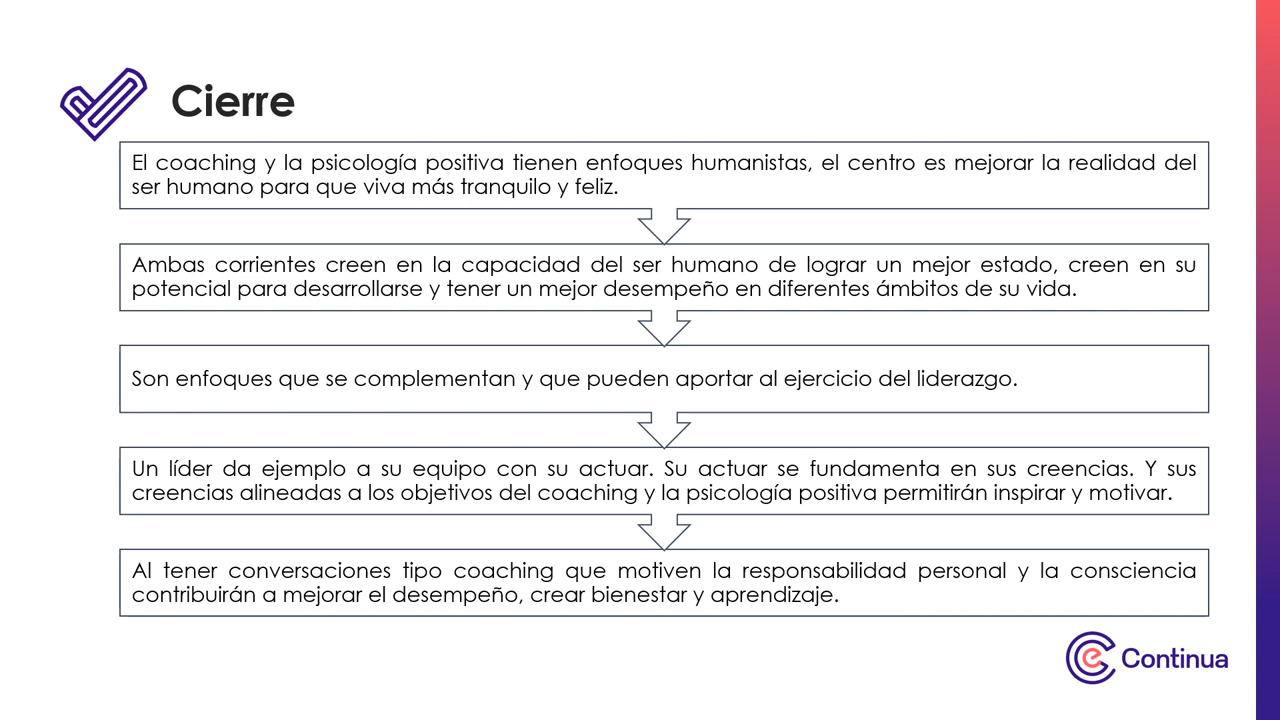 Cierre
El coaching y la psicología positiva tienen enfoques humanistas, el centro es mejorar la realidad del
ser humano para que viva más tranquilo y feliz.
Ambas corrientes creen en la capacidad del ser humano de lograr un mejor estado, creen en su
potencial para desarrollarse y tener un mejor desempeño en diferentes ámbitos de su vida.
Son enfoques que se complementan y que pueden aportar al ejercicio del liderazgo.
Un líder da ejemplo a su equipo con su actuar. Su actuar se fundamenta en sus creencias. Y sus
creencias alineadas a los objetivos del coaching y la psicología positiva permitirán inspirar y motivar.
Al tener conversaciones tipo coaching que motiven la responsabilidad personal y la consciencia
contribuirán a mejorar el desempeño, crear bienestar y aprendizaje.
Continua